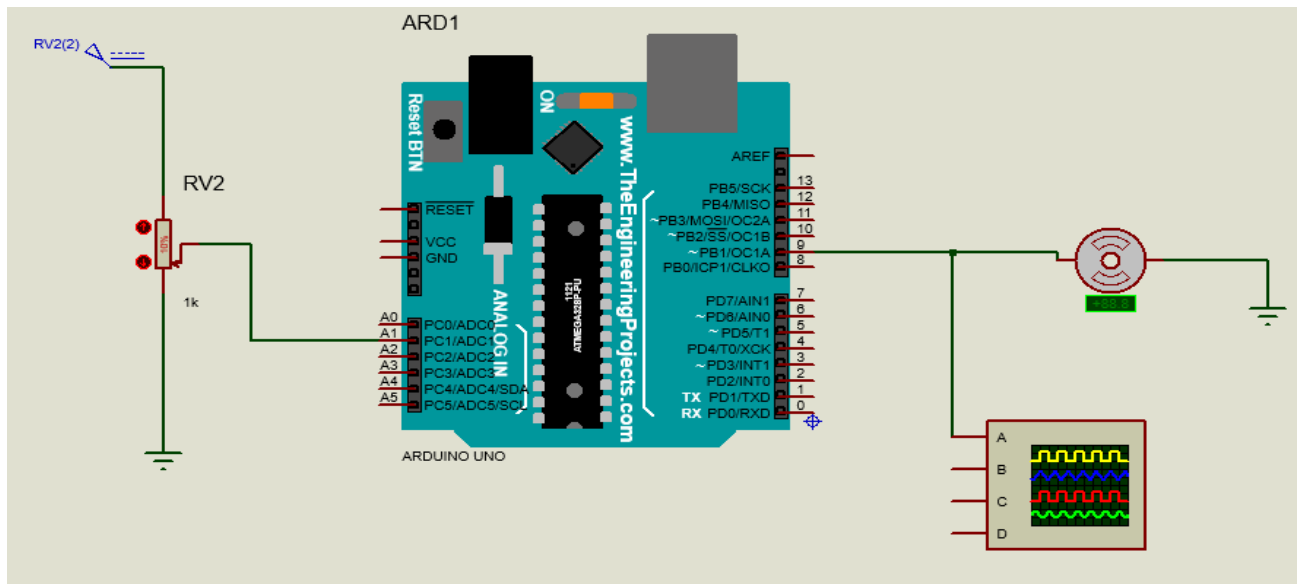 ARD1
RV2(2)
Reset BTN
ON
www.TheEngineeringProjects.com
RV2
1k
RESET
VCC
GND
ANALOG IN
1121
ATMEGA328P-PU
A0 PC0/ADC0
A1 PC1/ADC1
A2 PC2/ADC2
A3 PC3/ADC3
A4 PC4/ADC4/SDA
A5 PC5/ADC5/SCL
AREF
PB5/SCK 13
PB4/MISO 12
~PB3/MOSI/OC2A 11
~PB2/SS/OC1B 10
~PB1/OC1A 9
PB0/ICP1/CLKO 8
PD7/AIN1 7
~PD6/AIN0 6
~PD5/T1 5
PD4/T0/XCK 4
~PD3/INT1 3
PD2/INT0 2
TX PD1/TXD 1
RX PD0/RXD 0
ARDUINO UNO
+88.8
A
B
C
D